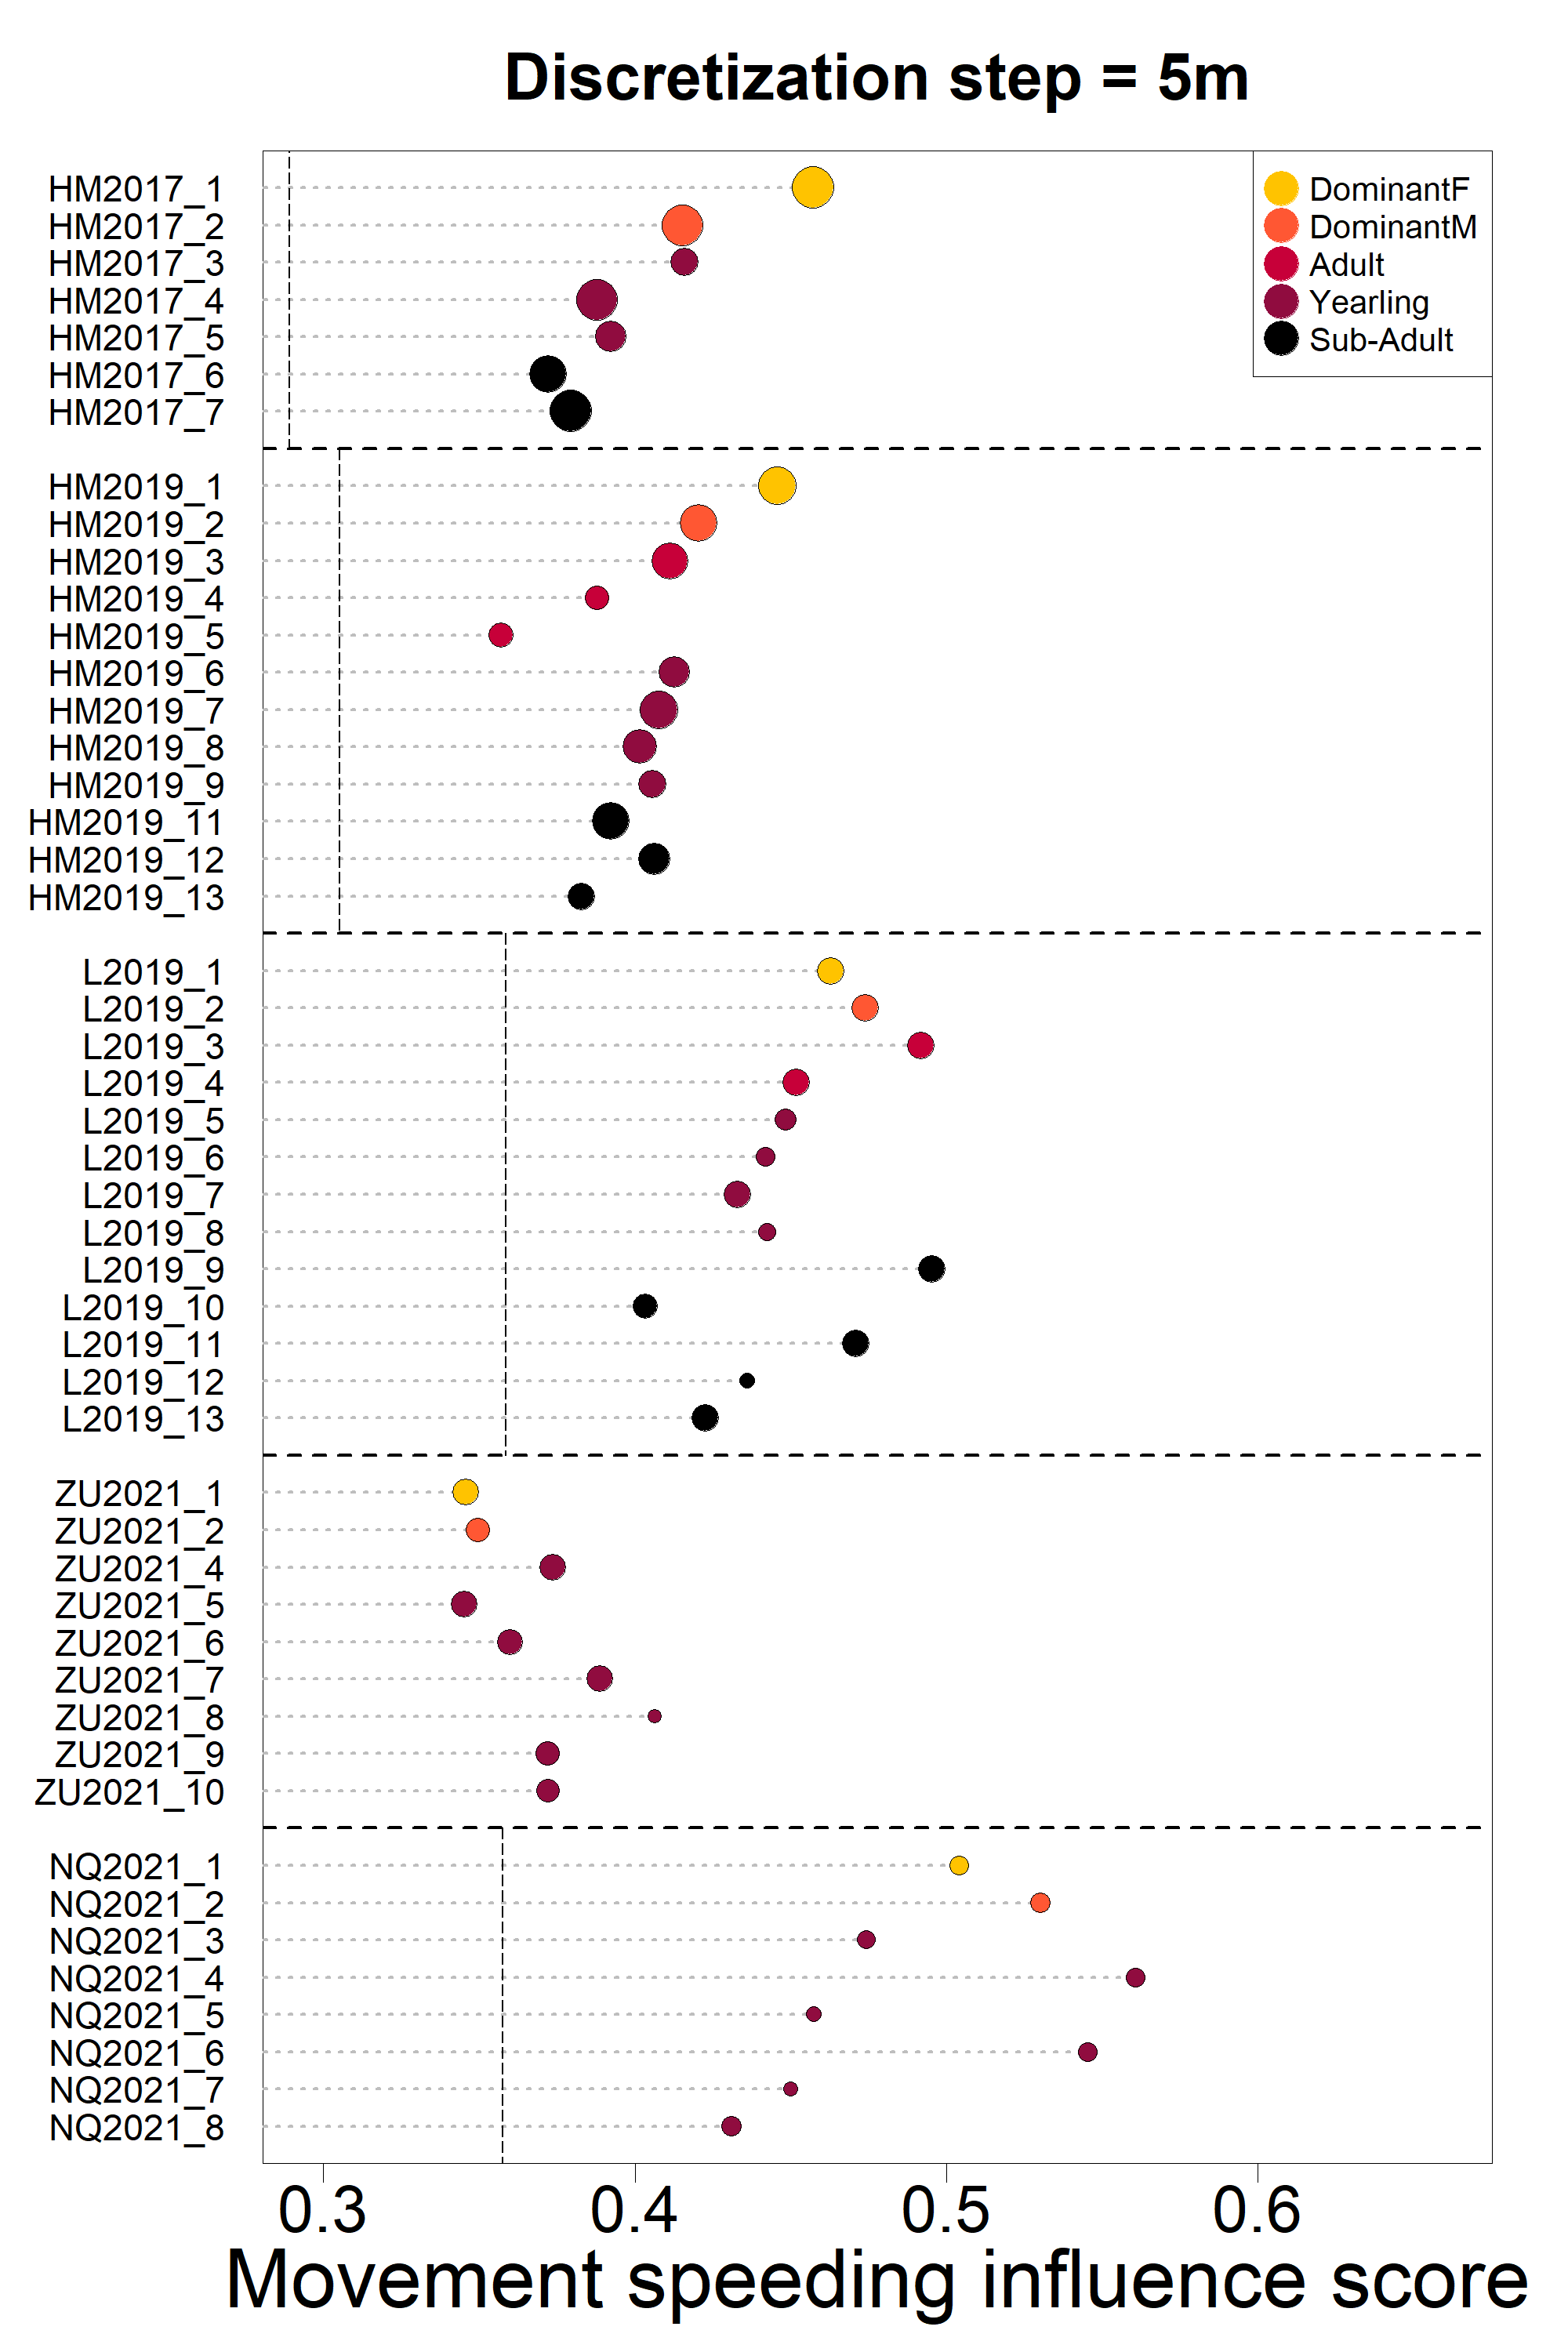 Discretization step = 5m
DominantF
DominantM
Adult
Yearling
Sub-Adult
HM2017_1
HM2017_2
HM2017_3
HM2017_4
HM2017_5
HM2017_6
HM2017_7
HM2019_1
HM2019_2
HM2019_3
HM2019_4
HM2019_5
HM2019_6
HM2019_7
HM2019_8
HM2019_9
HM2019_11
HM2019_12
HM2019_13
L2019_1
L2019_2
L2019_3
L2019_4
L2019_5
L2019_6
L2019_7
L2019_8
L2019_9
L2019_10
L2019_11
L2019_12
L2019_13
ZU2021_1
ZU2021_2
ZU2021_4
ZU2021_5
ZU2021_6
ZU2021_7
ZU2021_8
ZU2021_9
ZU2021_10
NQ2021_1
NQ2021_2
NQ2021_3
NQ2021_4
NQ2021_5
NQ2021_6
NQ2021_7
NQ2021_8
0.3 0.4 0.5 0.6
Movement speeding influence score